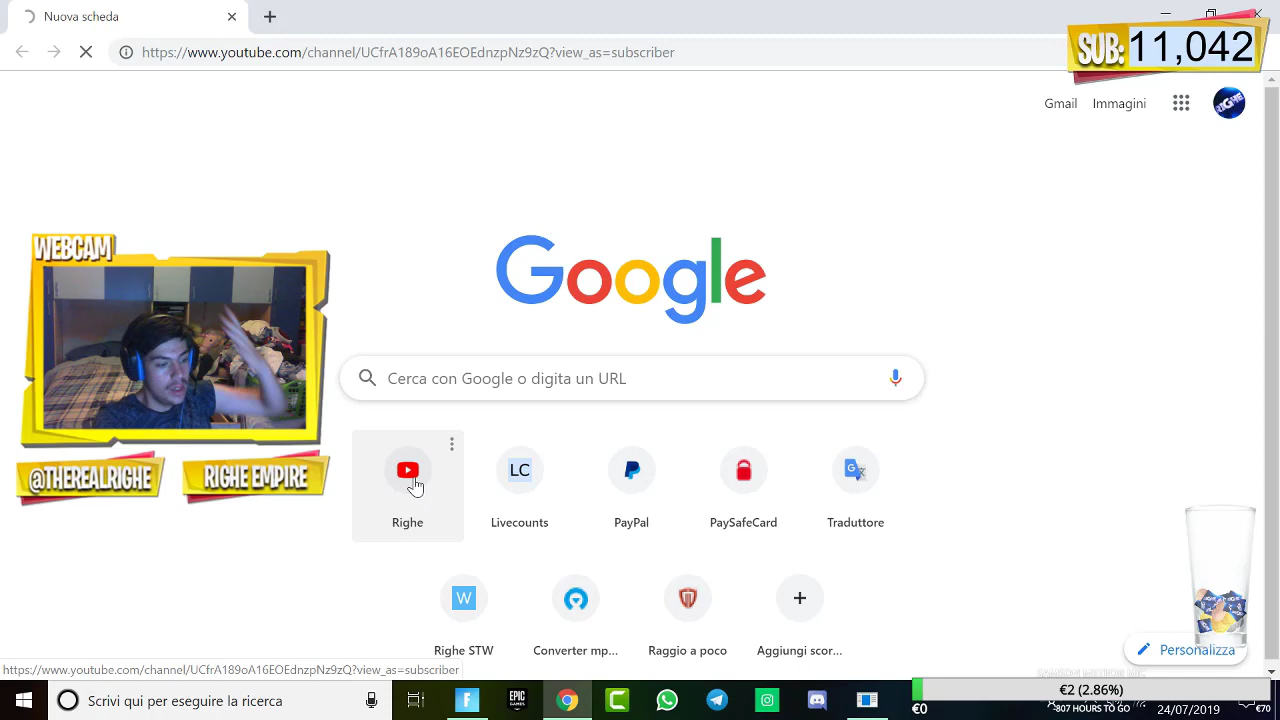 Nuova scheda
https://www.youtube.com/channel/UCfrA189oA16EOEdnzpNz9zQ?view_as=subscriber
SUB: 11,042
Gmail
Immagini
RIGHE
WEBCAM
Google
Cerca con Google o digita un URL
@THEREALRIGHE
RIGHE EMPIRE
LC
Righe
Livecounts
PayPal
PaySafeCard
Traduttore
W
Righe STW
Converter mp...
Raggio a poco
Aggiungi scor...
Personalizza
https://www.youtube.com/channel/UCfrA189oA16EOEdnzpNz9zQ?view_as=subscriber
Scrivi qui per eseguire la ricerca
EPIC GAMES
€2 (2.86%)
€0
-807 HOURS TO GO
€70
24/07/2019